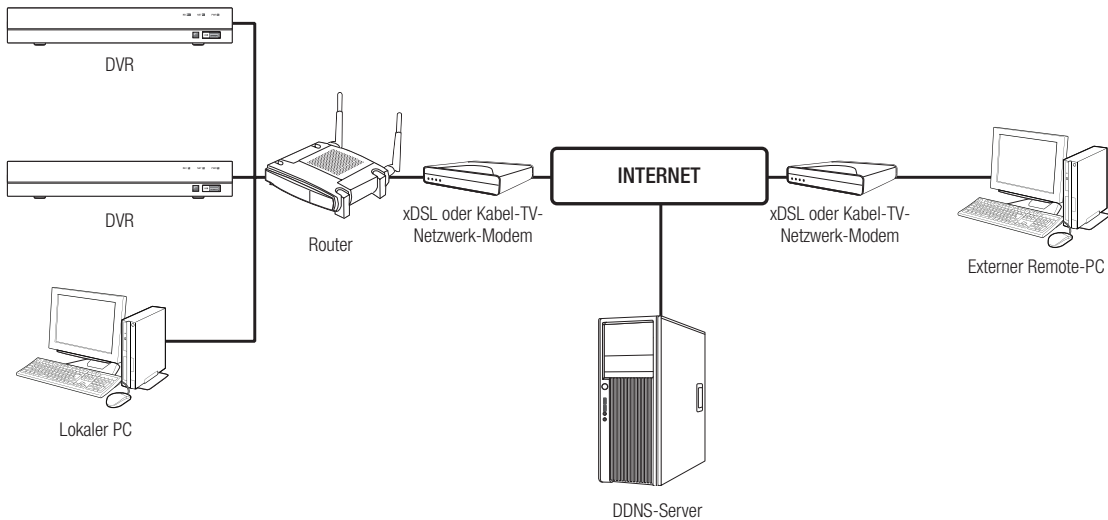 DVR
DVR
Router
xDSL oder Kabel-TV-
Netzwerk-Modem
INTERNET
xDSL oder Kabel-TV-
Netzwerk-Modem
Externer Remote-PC
Lokaler PC
DDNS-Server